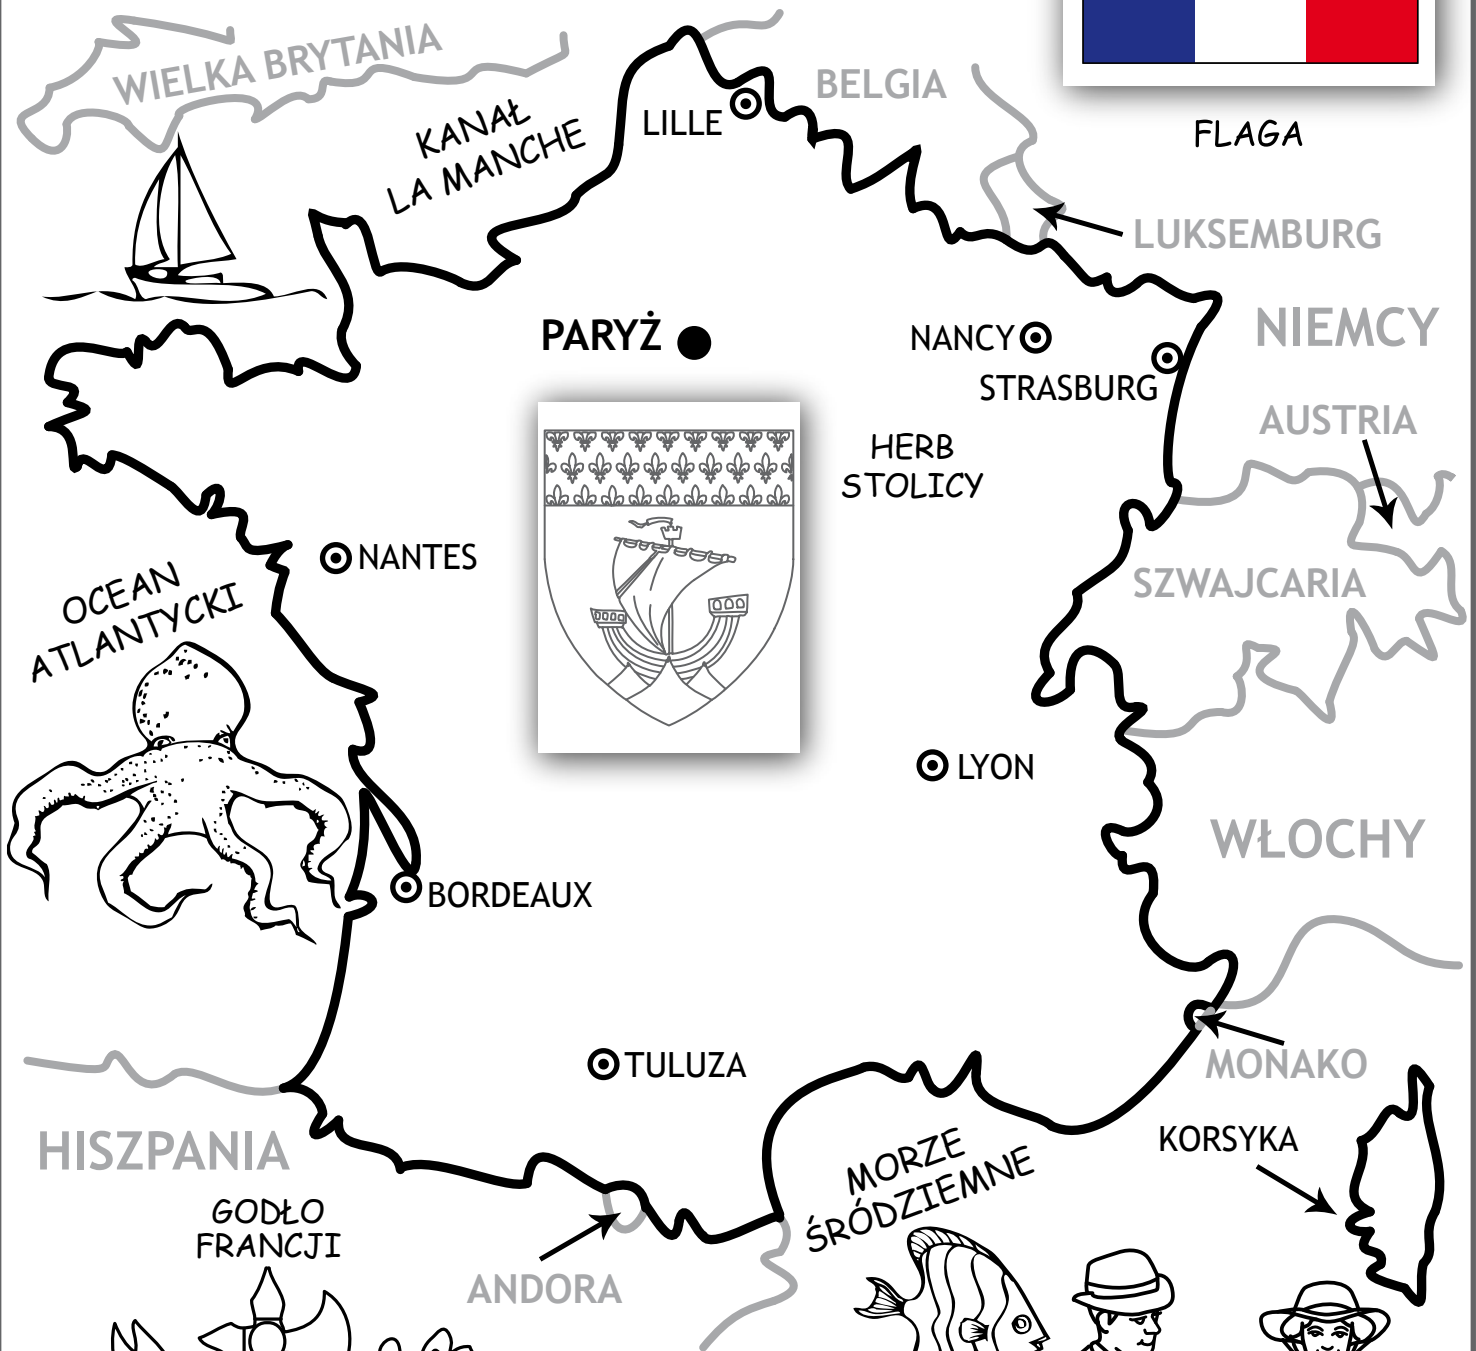 WIELKA BRYTANIA
KANAŁ
LA MANCHE
LILLE
BELGIA
FLAGA
LUKSEMBURG
PARYŻ
NANCY
STRASBURG
NIEMCY
AUSTRIA
HERB
STOLICY
NANTES
OCEAN
ATLANTYCKI
SZWAJCARIA
LYON
WŁOCHY
BORDEAUX
TULUZA
MONAKO
HISZPANIA
KORSYKA
MORZE
ŚRÓDZIEMNE
GODŁO
FRANCJI
ANDORA